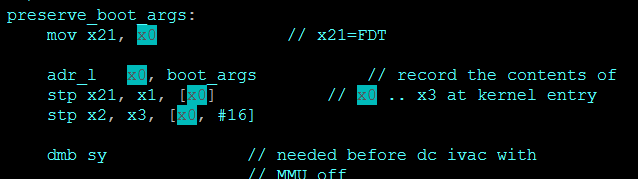 preserve_boot_args:
mov x21, x0 // x21=FDT
adr_l x0, boot_args // record the contents of
stp x21, x1, [x0] // x0 .. x3 at kernel entry
stp x2, x3, [x0, #16]
dmb sy // needed before dc ivac with
// MMU off